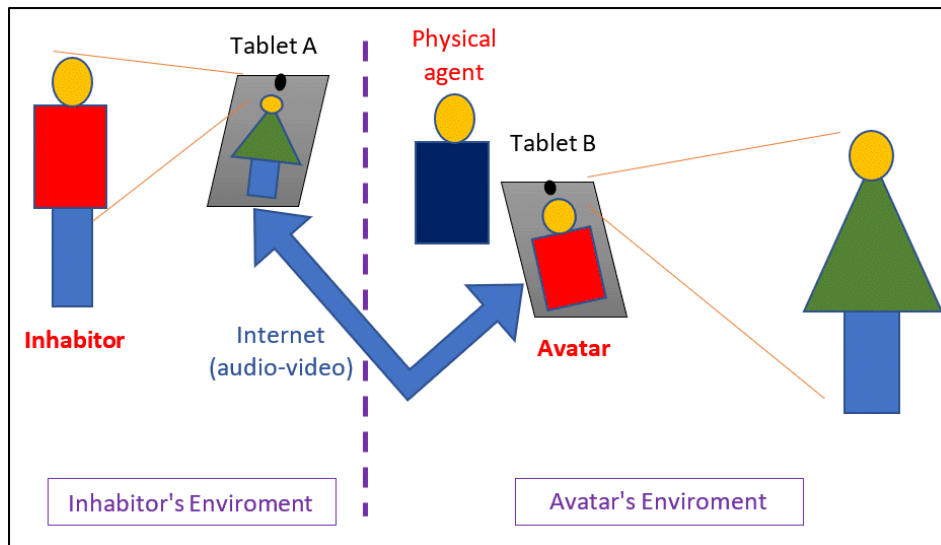 Tablet A
Physical
agent
Tablet B
Inhabitor
Internet
(audio-video)
Avatar
Inhabitor's Enviroment
Avatar's Enviroment